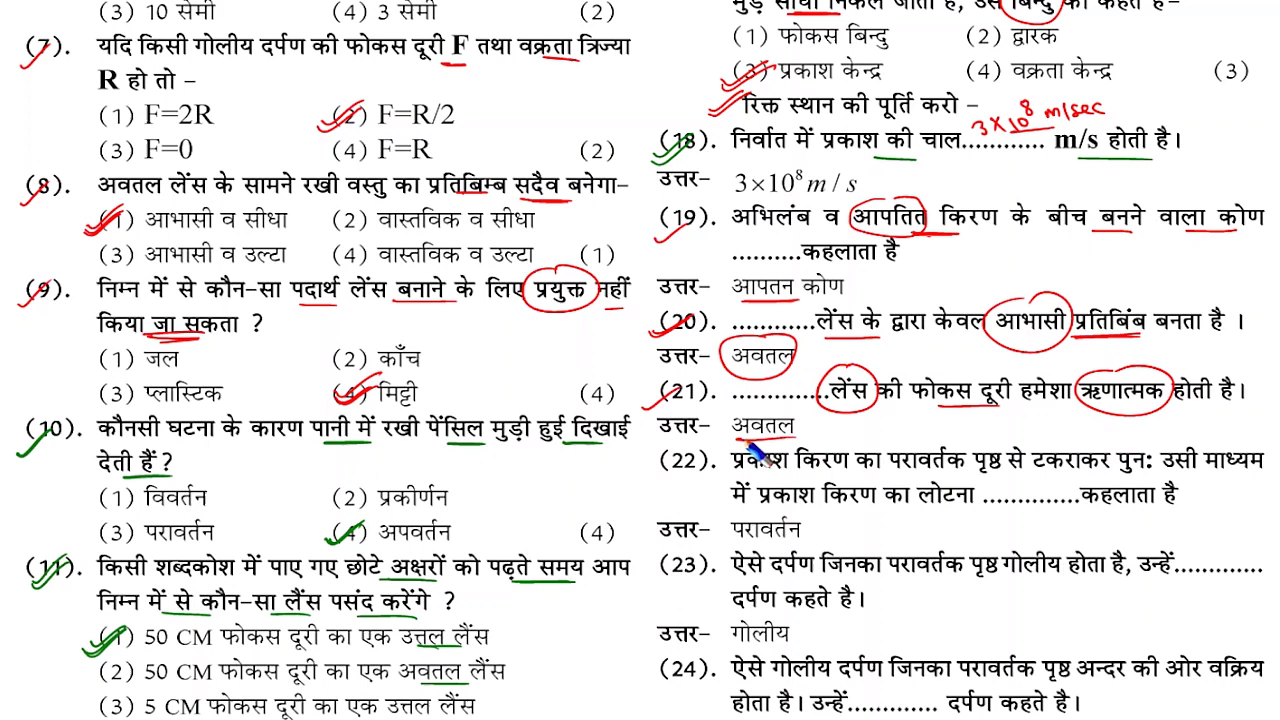 (3) 10 सेमी (4) 3 सेमी (2)
(7). यदि किसी गोलीय दर्पण की फोकस दूरी F तथा वक्रता त्रिज्या
R हो तो –
(1) F=2R (2) F=R/2
(3) F=0 (4) F=R (2)
(8). अवतल लेंस के सामने रखी वस्तु का प्रतिबिम्ब सदैव बनेगा–
(1) आभासी व सीधा (2) वास्तविक व सीधा
(3) आभासी व उल्टा (4) वास्तविक व उल्टा (1)
(9). निम्न में से कौन–सा पदार्थ लेंस बनाने के लिए प्रयुक्त नहीं
किया जा सकता ?
(1) जल (2) काँच
(3) प्लास्टिक (4) मिट्टी (4)
(10). कौनसी घटना के कारण पानी में रखी पेंसिल मुड़ी हुई दिखाई
देती हैं ?
(1) विवर्तन (2) प्रकीर्णन
(3) परावर्तन (4) अपवर्तन (4)
(11). किसी शब्दकोश में पाए गए छोटे अक्षरों को पढ़ते समय आप
निम्न में से कौन–सा लैंस पसंद करेंगे ?
(1) 50 CM फोकस दूरी का एक उत्तल लैंस
(2) 50 CM फोकस दूरी का एक अवतल लैंस
(3) 5 CM फोकस दूरी का एक उत्तल लैंस
मुड़े सीधा निकल जाता है, उस बिन्दु को कहते है–
(1) फोकस बिन्दु (2) द्वारक
(3) प्रकाश केन्द्र (4) वक्रता केन्द्र (3)
रिक्त स्थान की पूर्ति करो –
3×10⁸ m/sec
(18). निर्वात में प्रकाश की चाल............ m/s होती है।
उत्तर– 3×10⁸ m / s
(19). अभिलंब व आपतित किरण के बीच बनने वाला कोण
..........कहलाता है
उत्तर– आपतन कोण
(20). ............लेंस के द्वारा केवल आभासी प्रतिबिंब बनता है ।
उत्तर– अवतल
(21). ..............लेंस की फोकस दूरी हमेशा ऋणात्मक होती है।
उत्तर– अवतल
(22). प्रकाश किरण का परावर्तक पृष्ठ से टकराकर पुन: उसी माध्यम
में प्रकाश किरण का लोटना ..............कहलाता है
उत्तर– परावर्तन
(23). ऐसे दर्पण जिनका परावर्तक पृष्ठ गोलीय होता है, उन्हें.............
दर्पण कहते है।
उत्तर– गोलीय
(24). ऐसे गोलीय दर्पण जिनका परावर्तक पृष्ठ अन्दर की ओर वक्रिय
होता है। उन्हें............. दर्पण कहते है।